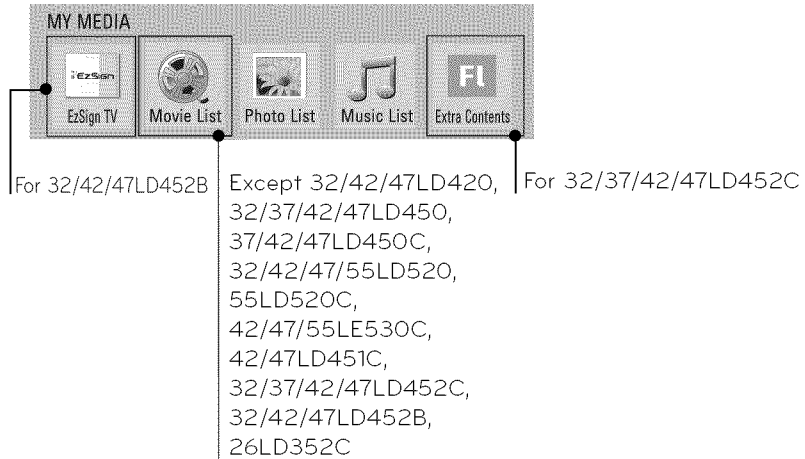 MY MEDIA
EzSign
Fl
EzSign TV
Movie List
Photo List
Music List
Extra Contents
For 32/42/47LD452B
Except 32/42/47LD420,
32/37/42/47LD450,
37/42/47LD450C,
32/42/47/55LD520,
55LD520C,
42/47/55LE530C,
42/47LD451C,
32/37/42/47LD452C,
32/42/47LD452B,
26LD352C
For 32/37/42/47LD452C